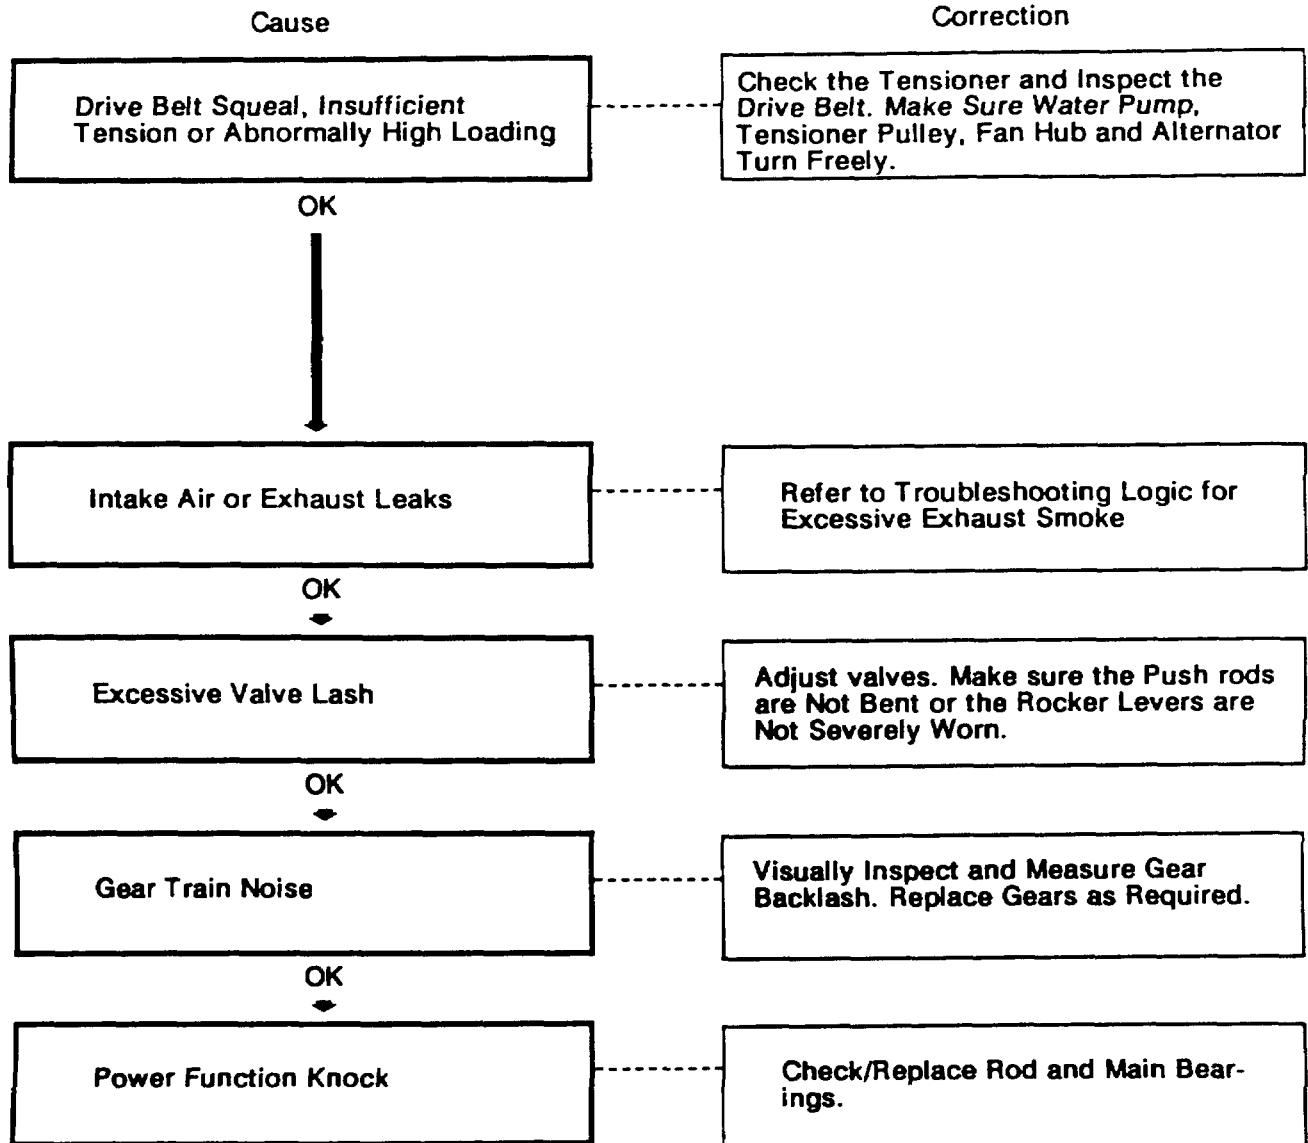 Cause
Correction
Drive Belt Squeal, Insufficient
Tension or Abnormally High Loading
Check the Tensioner and Inspect the
Drive Belt. Make Sure Water Pump,
Tensioner Pulley, Fan Hub and Alternator
Turn Freely.
OK
Intake Air or Exhaust Leaks
Refer to Troubleshooting Logic for
Excessive Exhaust Smoke
OK
Excessive Valve Lash
Adjust valves. Make sure the Push rods
are Not Bent or the Rocker Levers are
Not Severely Worn.
OK
Gear Train Noise
Visually Inspect and Measure Gear
Backlash. Replace Gears as Required.
OK
Power Function Knock
Check/Replace Rod and Main Bear-
ings.